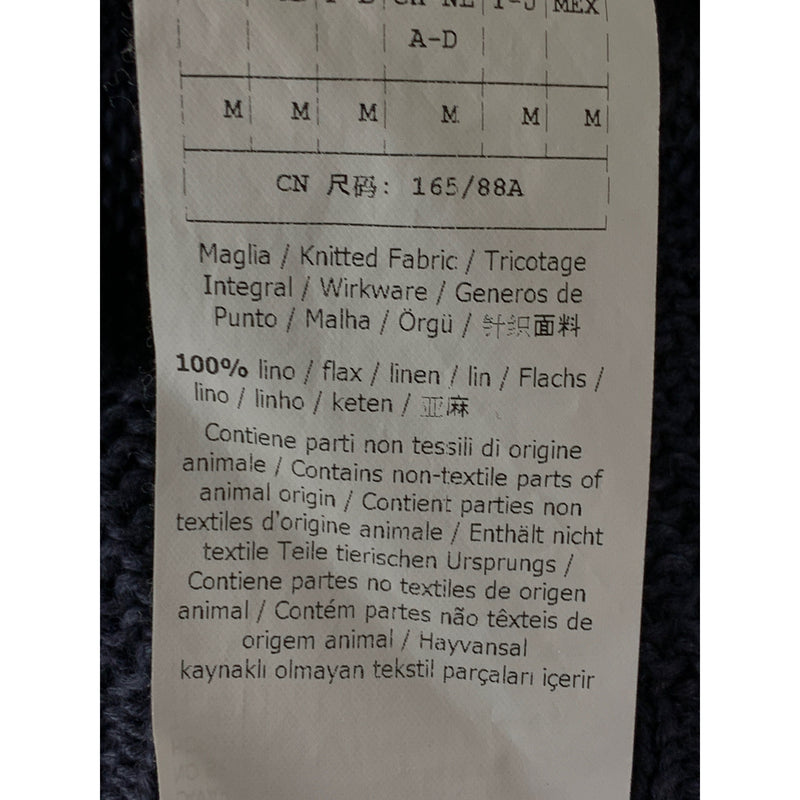 MEX
A-D
M M M M M M
CN 尺码: 165/88A
Maglia / Knitted Fabric / Tricotage
Integral / Wirkware / Generos de
Punto / Malha / Örgü / 针织面料
100% lino / flax / linen / lin / Flachs /
lino / linho / keten / 亚麻
Contiene parti non tessili di origine
animale / Contains non-textile parts of
animal origin / Contient parties non
textiles d'origine animale / Enthält nicht
textile Teile tierischen Ursprungs /
Contiene partes no textiles de origen
animal / Contém partes não têxteis de
origem animal / Hayvansal
kaynaklı olmayan tekstil parçaları içerir